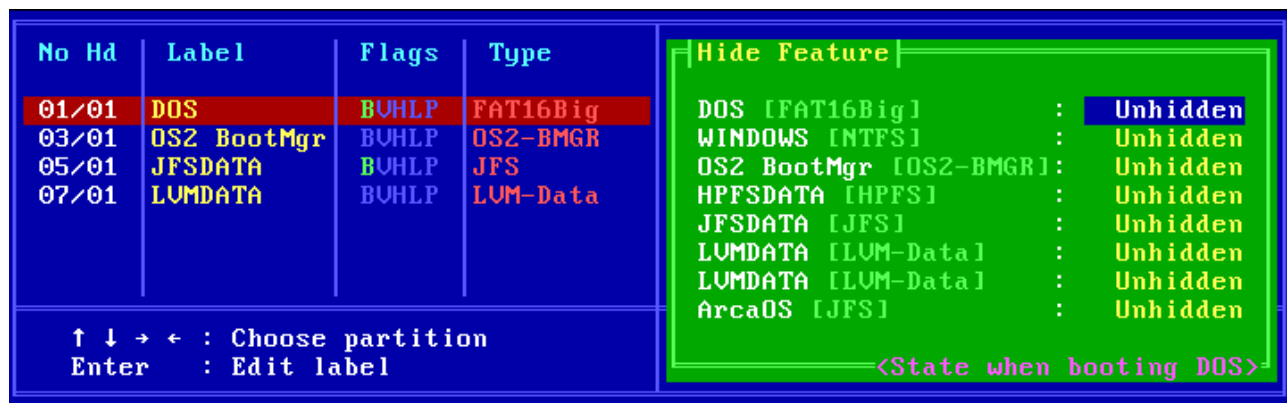 No Hd Label Flags Type
01/01 DOS BVHLP FAT16Big
03/01 OS2 BootMgr BVHLP OS2-BMGR
05/01 JFSDATA BVHLP JFS
07/01 LVMDATA BVHLP LVM-Data
↑ ↓ → ← : Choose partition
Enter : Edit label
Hide Feature
DOS [FAT16Big] : Unhidden
WINDOWS [NTFS] : Unhidden
OS2 BootMgr [OS2-BMGR]: Unhidden
HPFSDATA [HPFS] : Unhidden
JFSDATA [JFS] : Unhidden
LVMDATA [LVM-Data] : Unhidden
LVMDATA [LVM-Data] : Unhidden
ArcaOS [JFS] : Unhidden
<State when booting DOS>